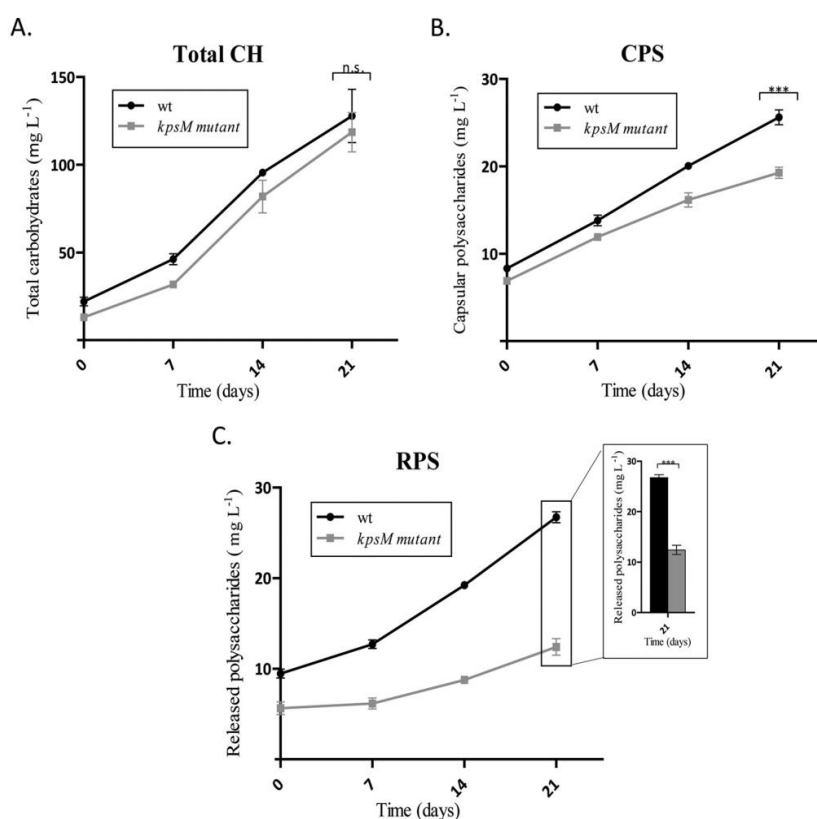 A.
Total CH
n.s.
150
100
50
Total carbohydrates (mg L-1)
wt
kpsM mutant
0
7
14
21
Time (days)
B.
CPS
***
30
20
10
Capsular polysaccharides (mg L-1)
wt
kpsM mutant
0
7
14
21
Time (days)
C.
RPS
30
20
10
Released polysaccharides ( mg L-1)
wt
kpsM mutant
0
7
14
21
Time (days)
***
30
20
10
0
Released polysaccharides (mg L-1)
21
Time (days)